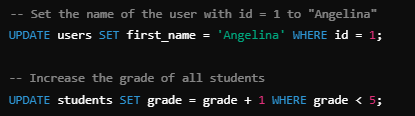 -- Set the name of the user with id = 1 to "Angelina"
UPDATE users SET first_name = 'Angelina' WHERE id = 1;
-- Increase the grade of all students
UPDATE students SET grade = grade + 1 WHERE grade < 5;